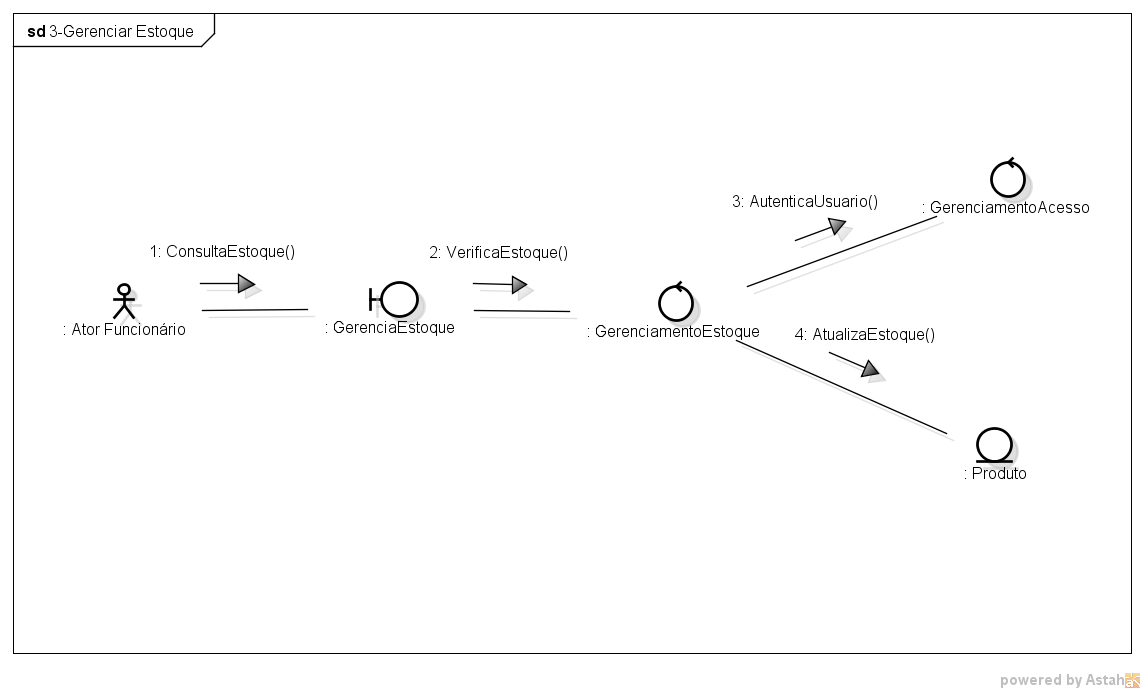 sd 3-Gerenciar Estoque
3: AutenticaUsuario()
: GerenciamentoAcesso
1: ConsultaEstoque()
2: VerificaEstoque()
: Ator Funcionário
: GerenciaEstoque
: GerenciamentoEstoque
4: AtualizaEstoque()
: Produto
powered by Astah